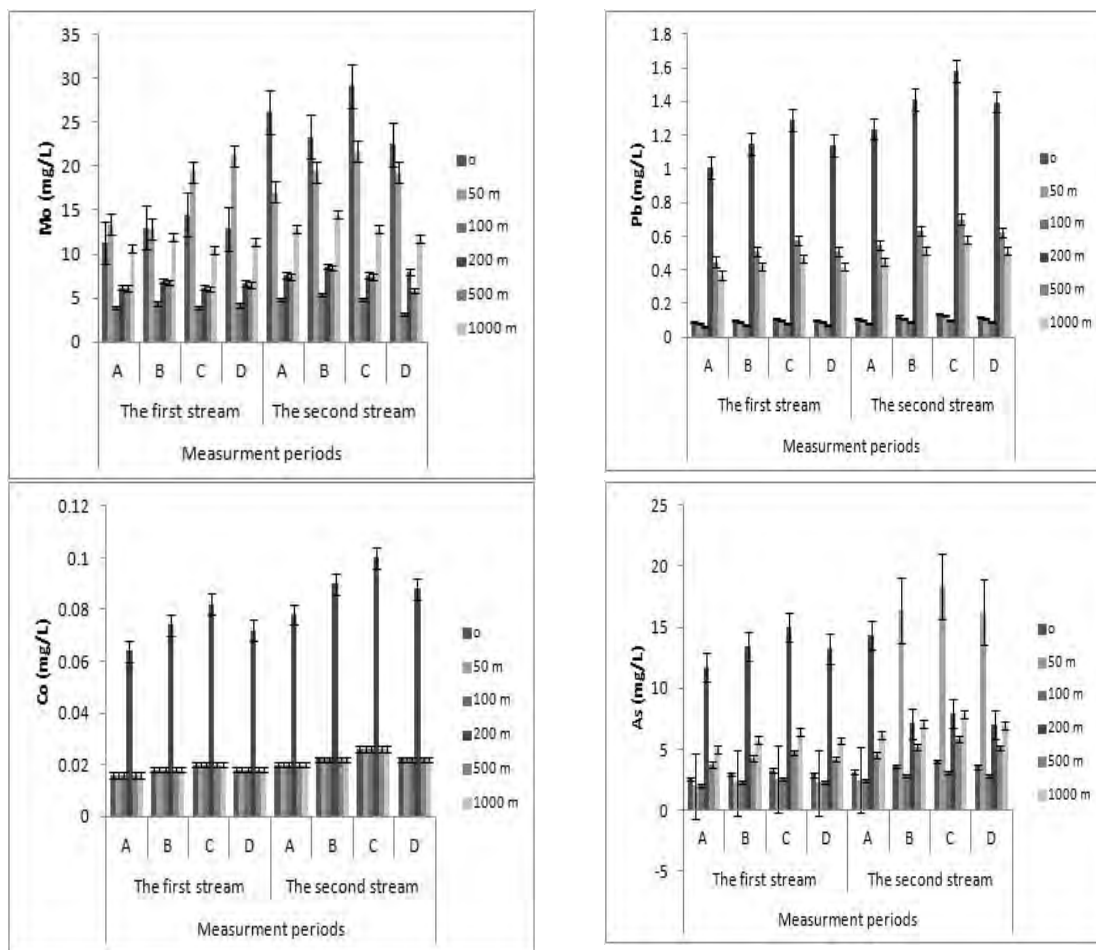 Mo (mg/L)
35
30
25
20
15
10
5
0
A B C D A B C D
The first stream The second stream
Measurment periods
o
50 m
100 m
200 m
500 m
1000 m
Pb (mg/L)
1.8
1.6
1.4
1.2
1
0.8
0.6
0.4
0.2
0
A B C D A B C D
The first stream The second stream
Measurment periods
o
50 m
100 m
200 m
500 m
1000 m
Co (mg/L)
0.12
0.1
0.08
0.06
0.04
0.02
0
A B C D A B C D
The first stream The second stream
Measurment periods
o
50 m
100 m
200 m
500 m
1000 m
As (mg/L)
25
20
15
10
5
0
-5
A B C D A B C D
The first stream The second stream
Measurment periods
o
50 m
100 m
200 m
500 m
1000 m